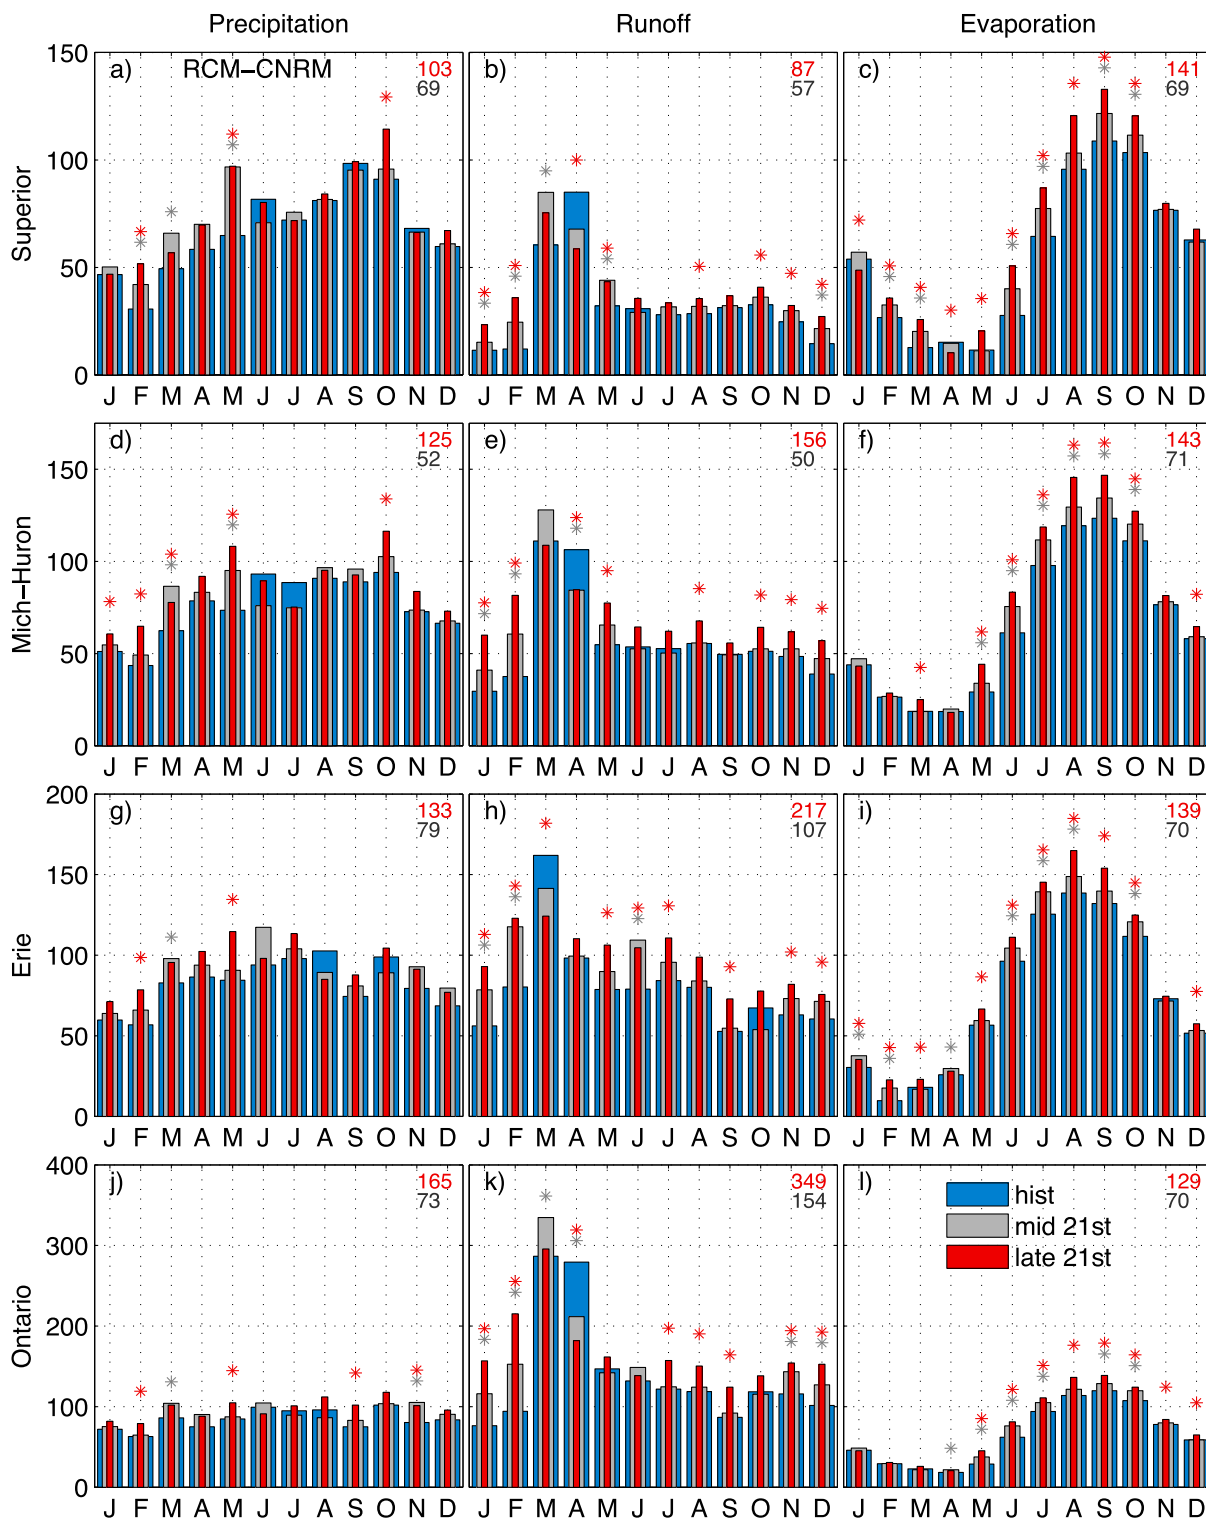 Precipitation Runoff Evaporation
Superior
150
100
50
0
a) RCM−CNRM 103
69
b) 87
57
c) 141
69
J F M A M J J A S O N D J F M A M J J A S O N D J F M A M J J A S O N D
Mich−Huron
150
100
50
0
d) 125
52
e) 156
50
f) 143
71
J F M A M J J A S O N D J F M A M J J A S O N D J F M A M J J A S O N D
Erie
200
150
100
50
0
g) 133
79
h) 217
107
i) 139
70
J F M A M J J A S O N D J F M A M J J A S O N D J F M A M J J A S O N D
Ontario
400
300
200
100
0
j) 165
73
k) 349
154
l) 129
70
hist
mid 21st
late 21st
J F M A M J J A S O N D J F M A M J J A S O N D J F M A M J J A S O N D